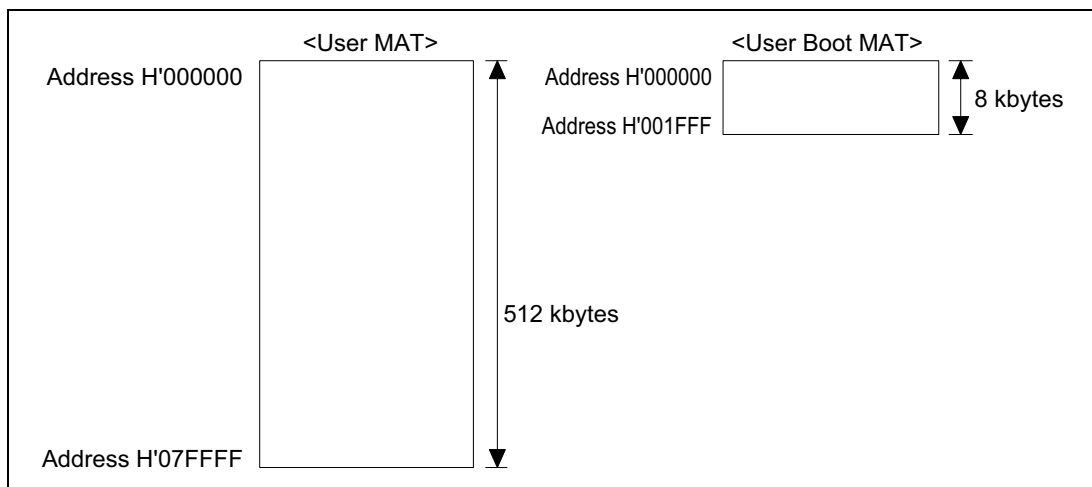 <User MAT>
Address H'000000
512 kbytes
Address H'07FFFF
<User Boot MAT>
Address H'000000
8 kbytes
Address H'001FFF